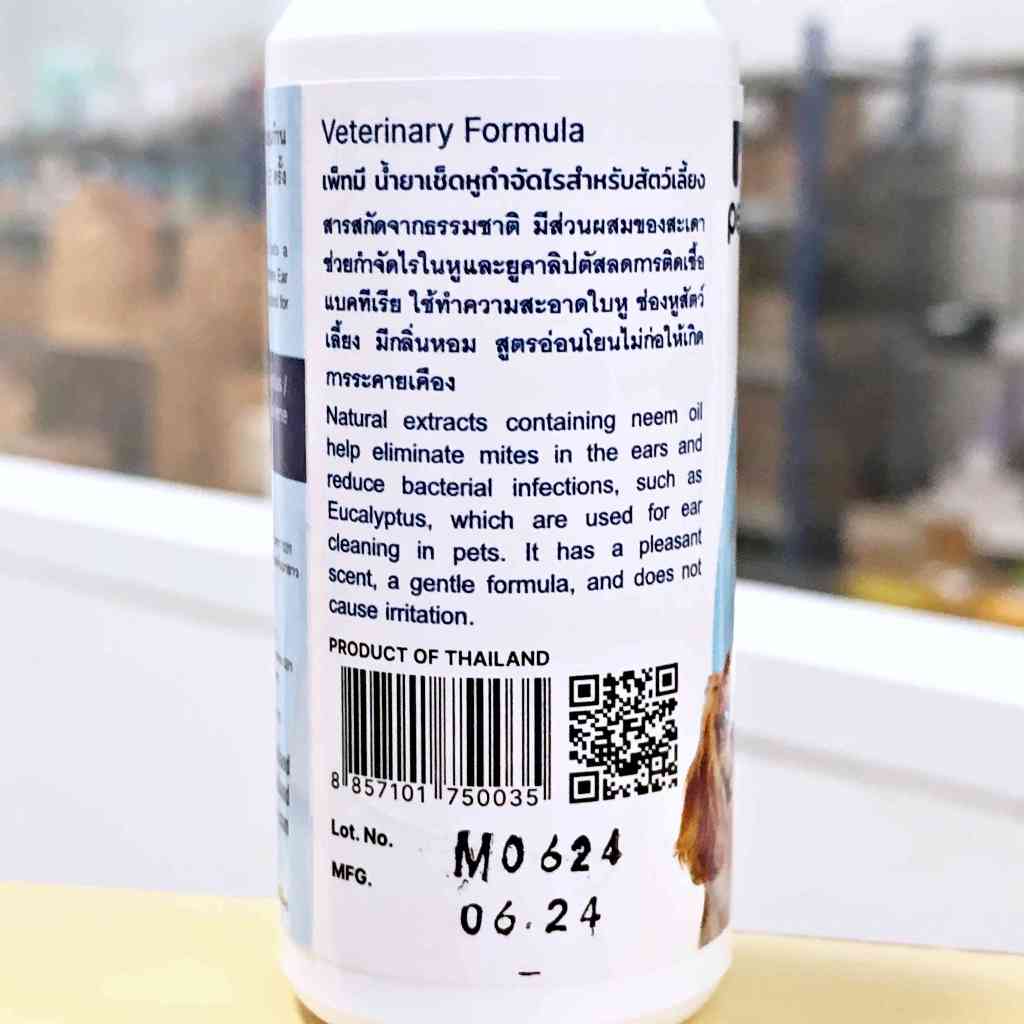 Veterinary Formula
เพ็ทมี น้ำยาเช็ดหูกำจัดไรสำหรับสัตว์เลี้ยง
สารสกัดจากธรรมชาติ มีส่วนผสมของสะเดา
ช่วยกำจัดไรในหูและยูคาลิปตัสลดการติดเชื้อ
แบคทีเรีย ใช้ทำความสะอาดใบหู ช่องหูสัตว์
เลี้ยง มีกลิ่นหอม สูตรอ่อนโยนไม่ก่อให้เกิด
การระคายเคือง
Natural extracts containing neem oil
help eliminate mites in the ears and
reduce bacterial infections, such as
Eucalyptus, which are used for ear
cleaning in pets. It has a pleasant
scent, a gentle formula, and does not
cause irritation.
PRODUCT OF THAILAND
8 857101 750035
Lot. No. M0624
MFG. 06.24